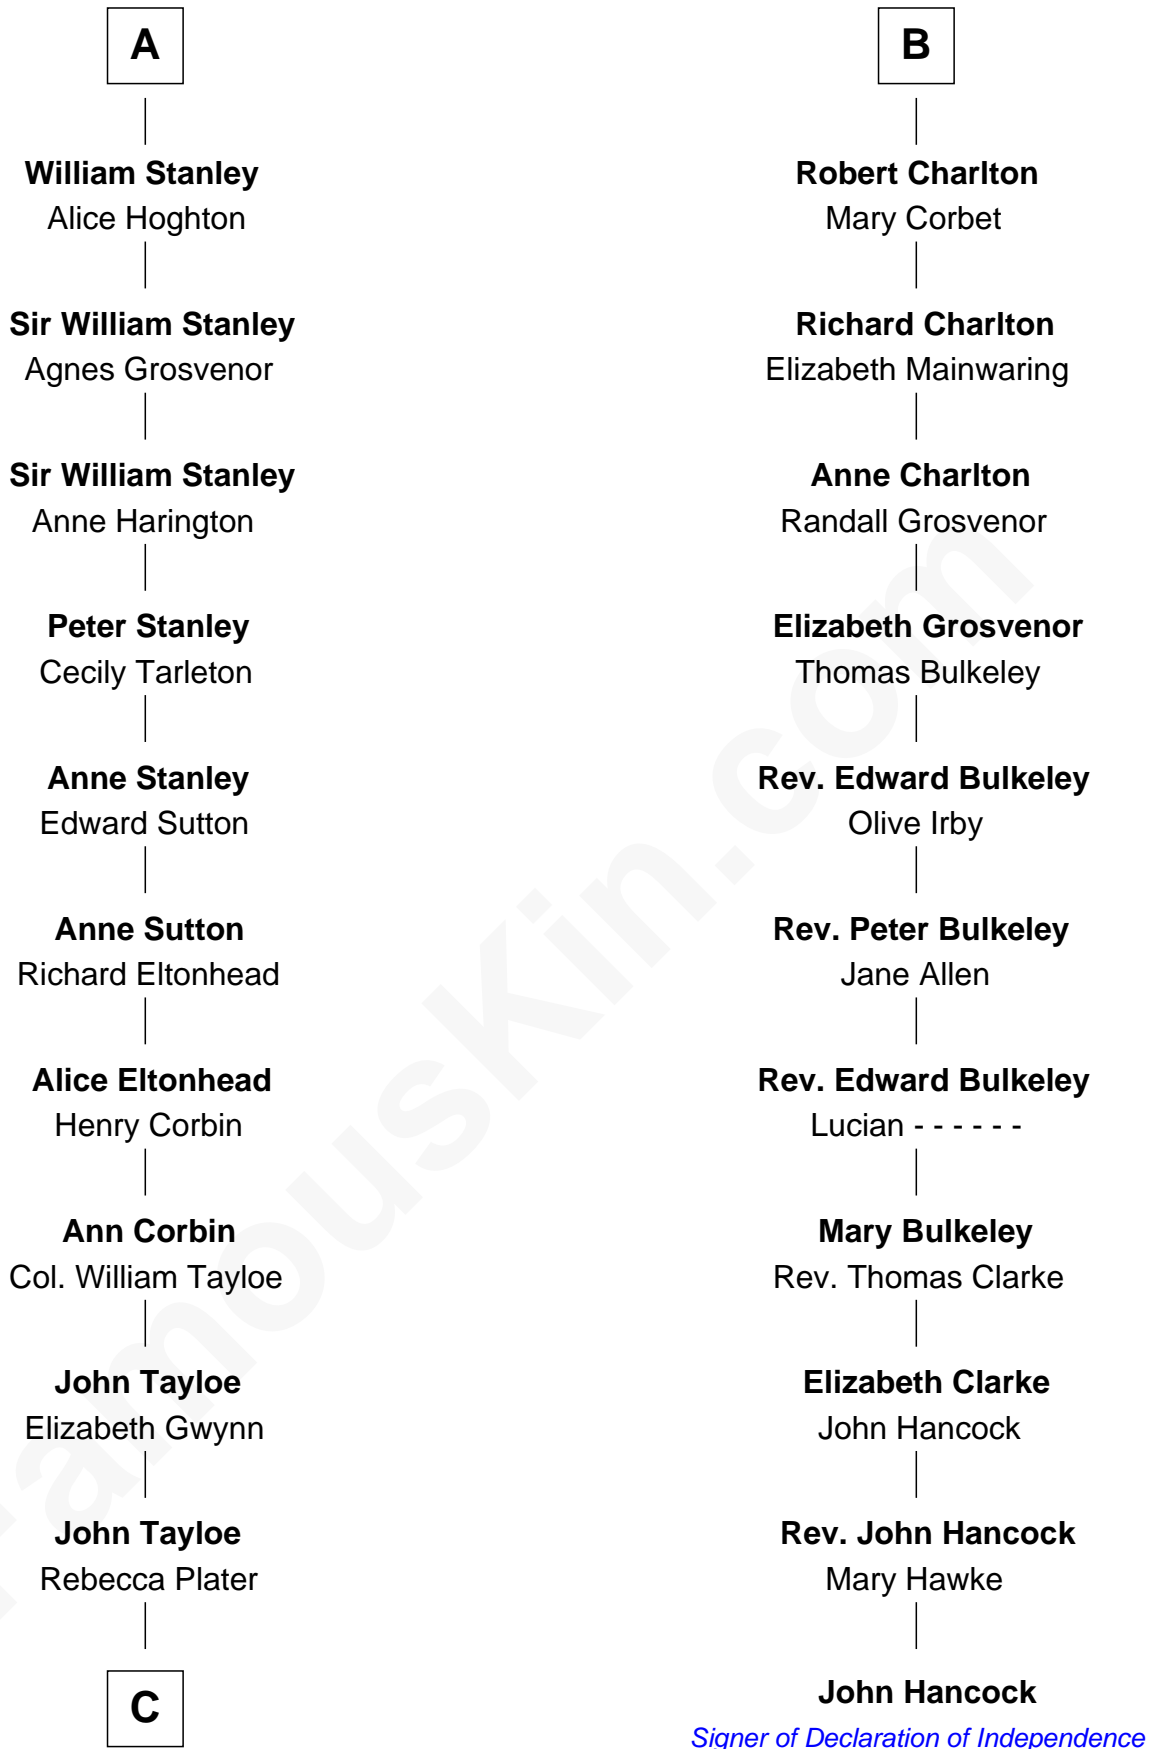 A
William Stanley
Alice Hoghton
Sir William Stanley
Agnes Grosvenor
Sir William Stanley
Anne Harington
Peter Stanley
Cecily Tarleton
Anne Stanley
Edward Sutton
Anne Sutton
Richard Eltonhead
Alice Eltonhead
Henry Corbin
Ann Corbin
Col. William Tayloe
John Tayloe
Elizabeth Gwynn
John Tayloe
Rebecca Plater
C
B
Robert Charlton
Mary Corbet
Richard Charlton
Elizabeth Mainwaring
Anne Charlton
Randall Grosvenor
Elizabeth Grosvenor
Thomas Bulkeley
Rev. Edward Bulkeley
Olive Irby
Rev. Peter Bulkeley
Jane Allen
Rev. Edward Bulkeley
Lucian - - - - - -
Mary Bulkeley
Rev. Thomas Clarke
Elizabeth Clarke
John Hancock
Rev. John Hancock
Mary Hawke
John Hancock
Signer of Declaration of Independence
FamousKin.com